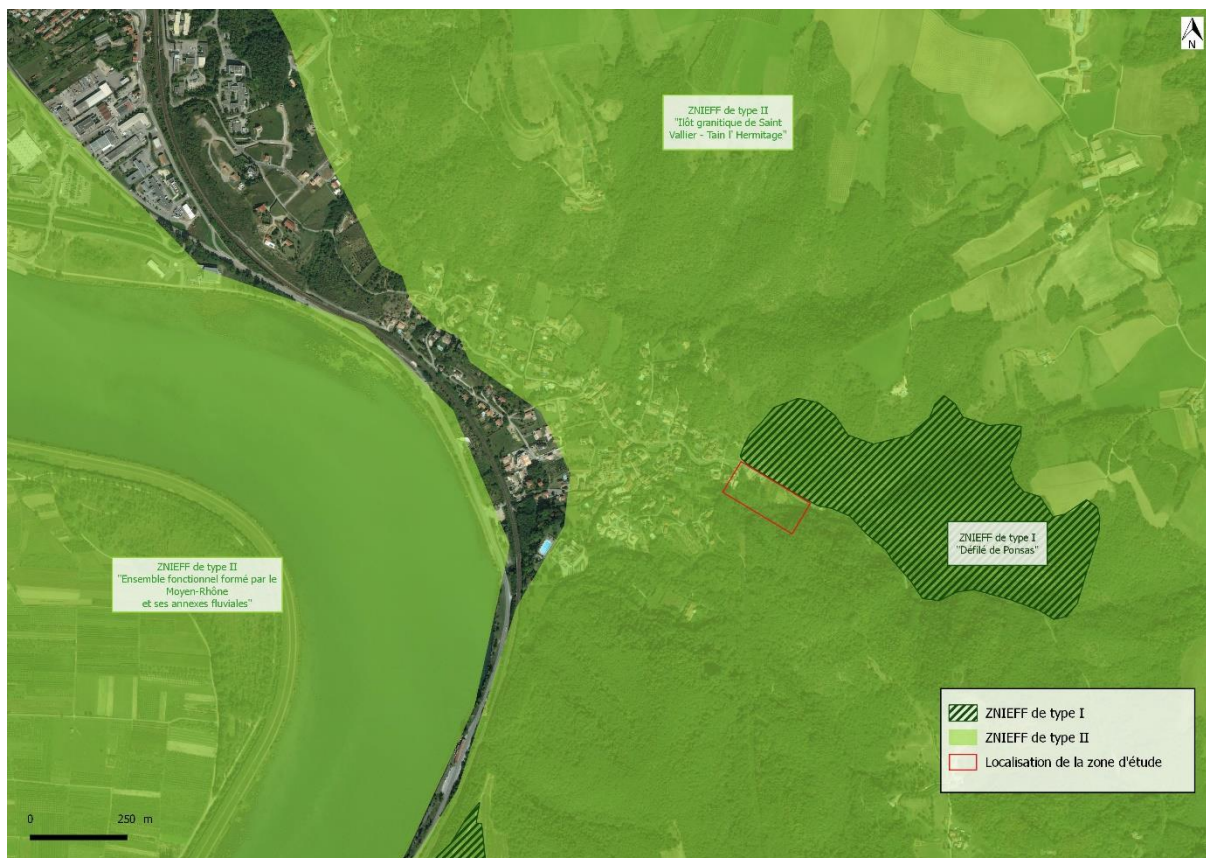 N
ZNIEFF de type II
"Ilôt granitique de Saint
Vallier - Tain l' Hermitage"
ZNIEFF de type I
"Défilé de Ponsas"
ZNIEFF de type II
"Ensemble fonctionnel formé par le
Moyen-Rhône
et ses annexes fluviales"
ZNIEFF de type I
ZNIEFF de type II
Localisation de la zone d'étude
0 250 m